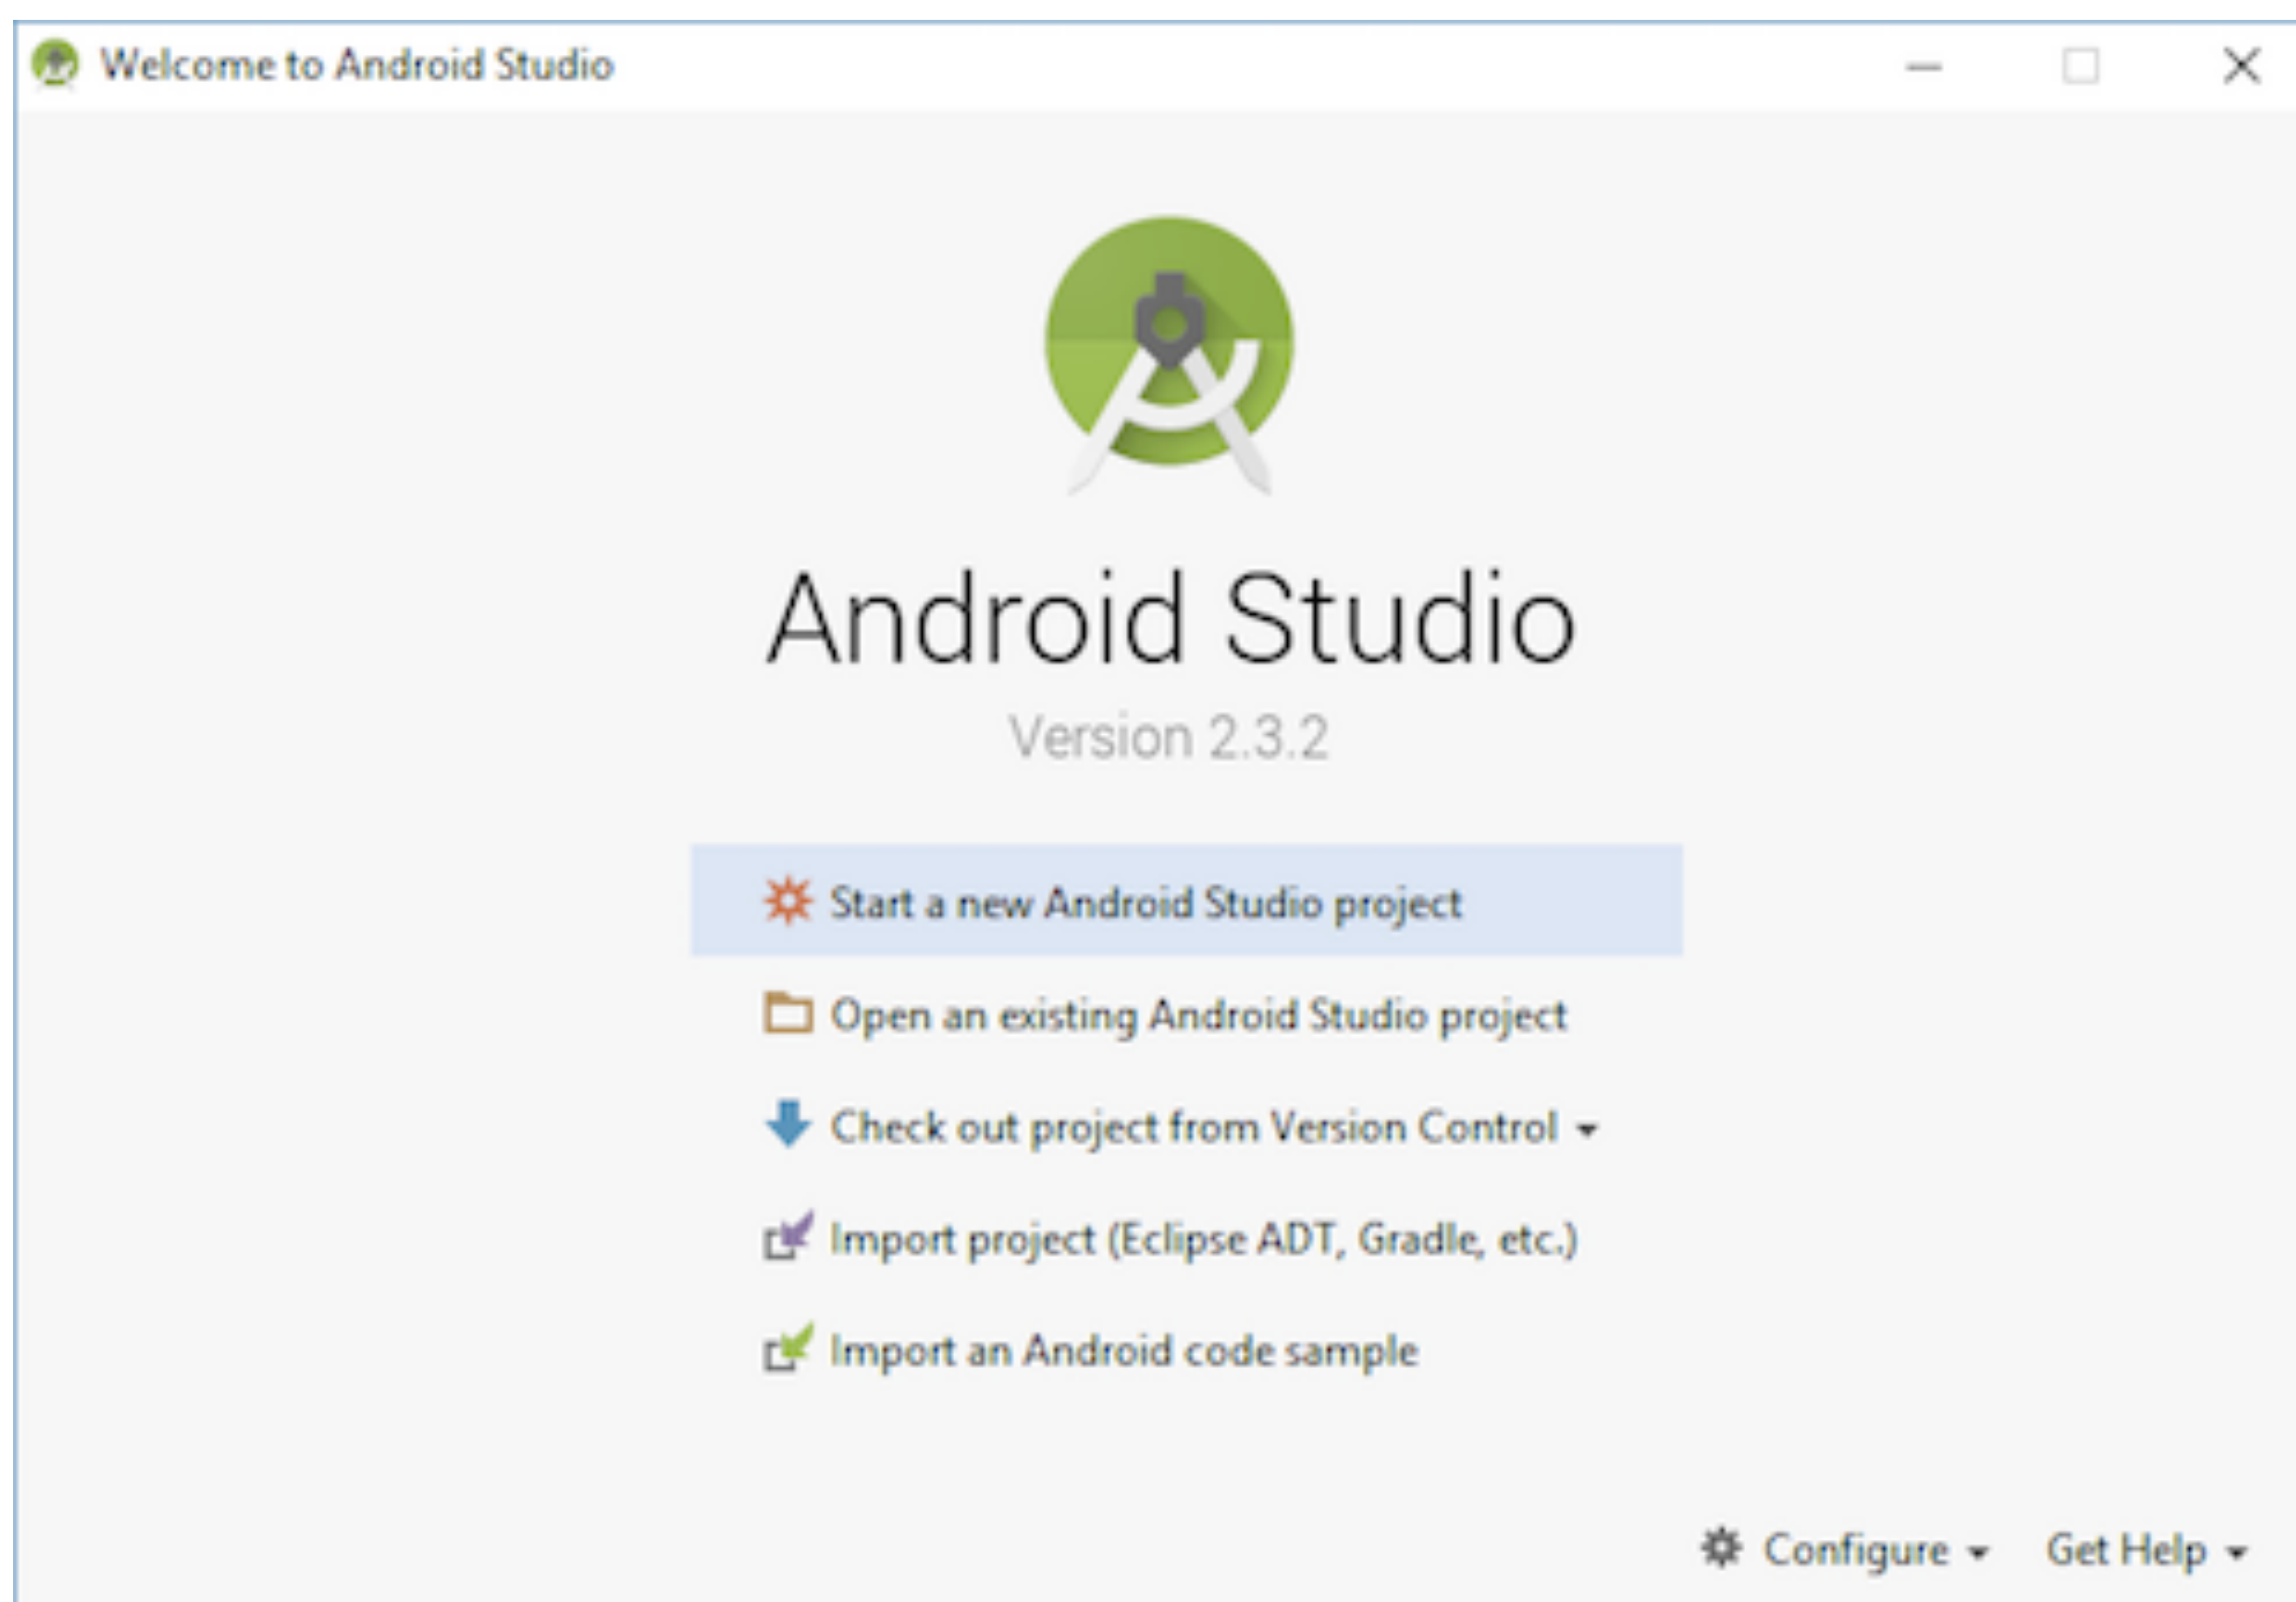 Welcome to Android Studio
Android Studio
Version 2.3.2
Start a new Android Studio project
Open an existing Android Studio project
Check out project from Version Control
Import project (Eclipse ADT, Gradle, etc.)
Import an Android code sample
Configure Get Help